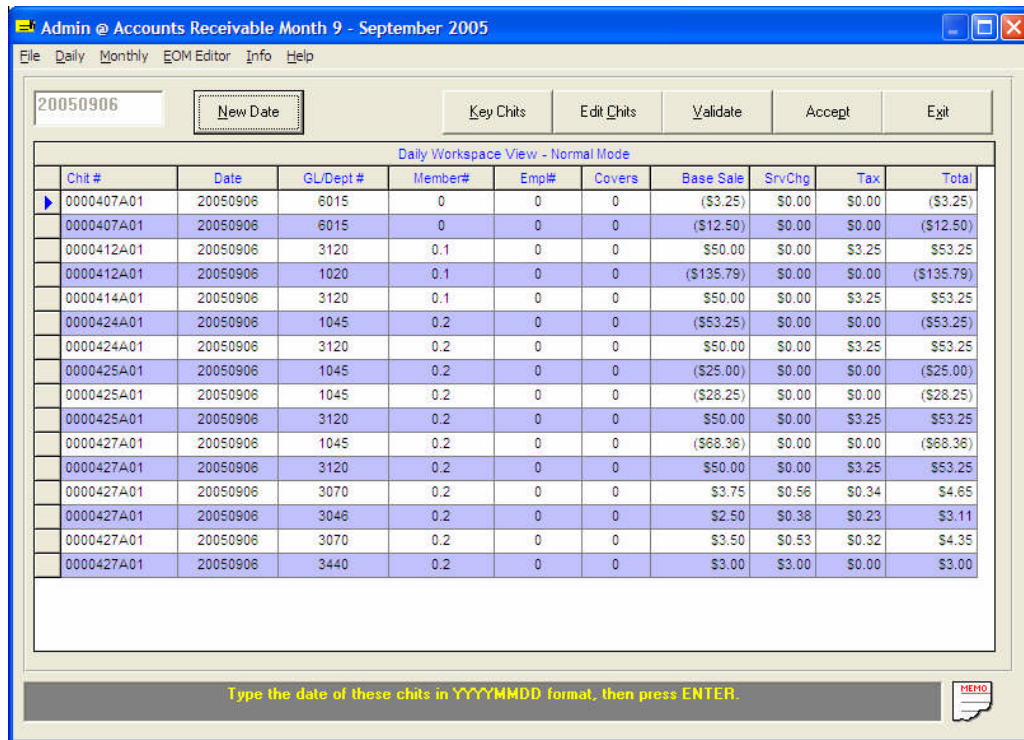 Admin @ Accounts Receivable Month 9 - September 2005
File Daily Monthly EOM Editor Info Help
20050906 New Date Key Chits Edit Chits Validate Accept Exit
Daily Workspace View - Normal Mode
Chit # Date GL/Dept # Member# Empl# Covers Base Sale SrvChg Tax Total
0000407A01 20050906 6015 0 0 0 ($3.25) $0.00 $0.00 ($3.25)
0000407A01 20050906 6015 0 0 0 ($12.50) $0.00 $0.00 ($12.50)
0000412A01 20050906 3120 0.1 0 0 $50.00 $0.00 $3.25 $53.25
0000412A01 20050906 1020 0.1 0 0 ($135.79) $0.00 $0.00 ($135.79)
0000414A01 20050906 3120 0.1 0 0 $50.00 $0.00 $3.25 $53.25
0000424A01 20050906 1045 0.2 0 0 ($53.25) $0.00 $0.00 ($53.25)
0000424A01 20050906 3120 0.2 0 0 $50.00 $0.00 $3.25 $53.25
0000425A01 20050906 1045 0.2 0 0 ($25.00) $0.00 $0.00 ($25.00)
0000425A01 20050906 1045 0.2 0 0 ($28.25) $0.00 $0.00 ($28.25)
0000425A01 20050906 3120 0.2 0 0 $50.00 $0.00 $3.25 $53.25
0000427A01 20050906 1045 0.2 0 0 ($68.36) $0.00 $0.00 ($68.36)
0000427A01 20050906 3120 0.2 0 0 $50.00 $0.00 $3.25 $53.25
0000427A01 20050906 3070 0.2 0 0 $3.75 $0.56 $0.34 $4.65
0000427A01 20050906 3046 0.2 0 0 $2.50 $0.38 $0.23 $3.11
0000427A01 20050906 3070 0.2 0 0 $3.50 $0.53 $0.32 $4.35
0000427A01 20050906 3440 0.2 0 0 $3.00 $3.00 $0.00 $3.00
Type the date of these chits in YYYYMMDD format, then press ENTER.
MEMO